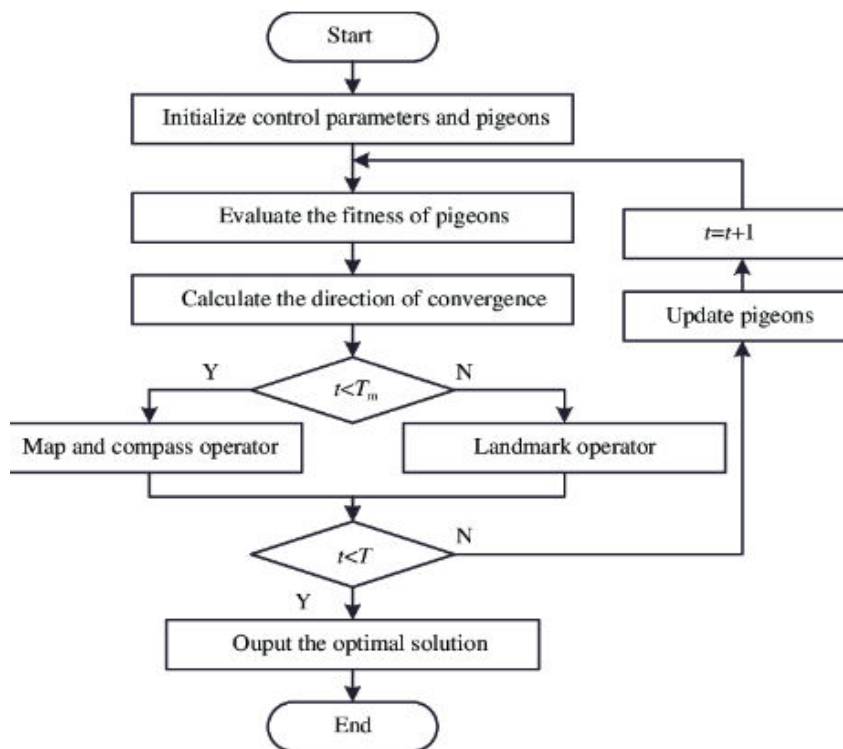 Start
Initialize control parameters and pigeons
Evaluate the fitness of pigeons
t=t+1
Calculate the direction of convergence
Update pigeons
Y
N
t<Tm
Map and compass operator
Landmark operator
t<T
N
Y
Ouput the optimal solution
End